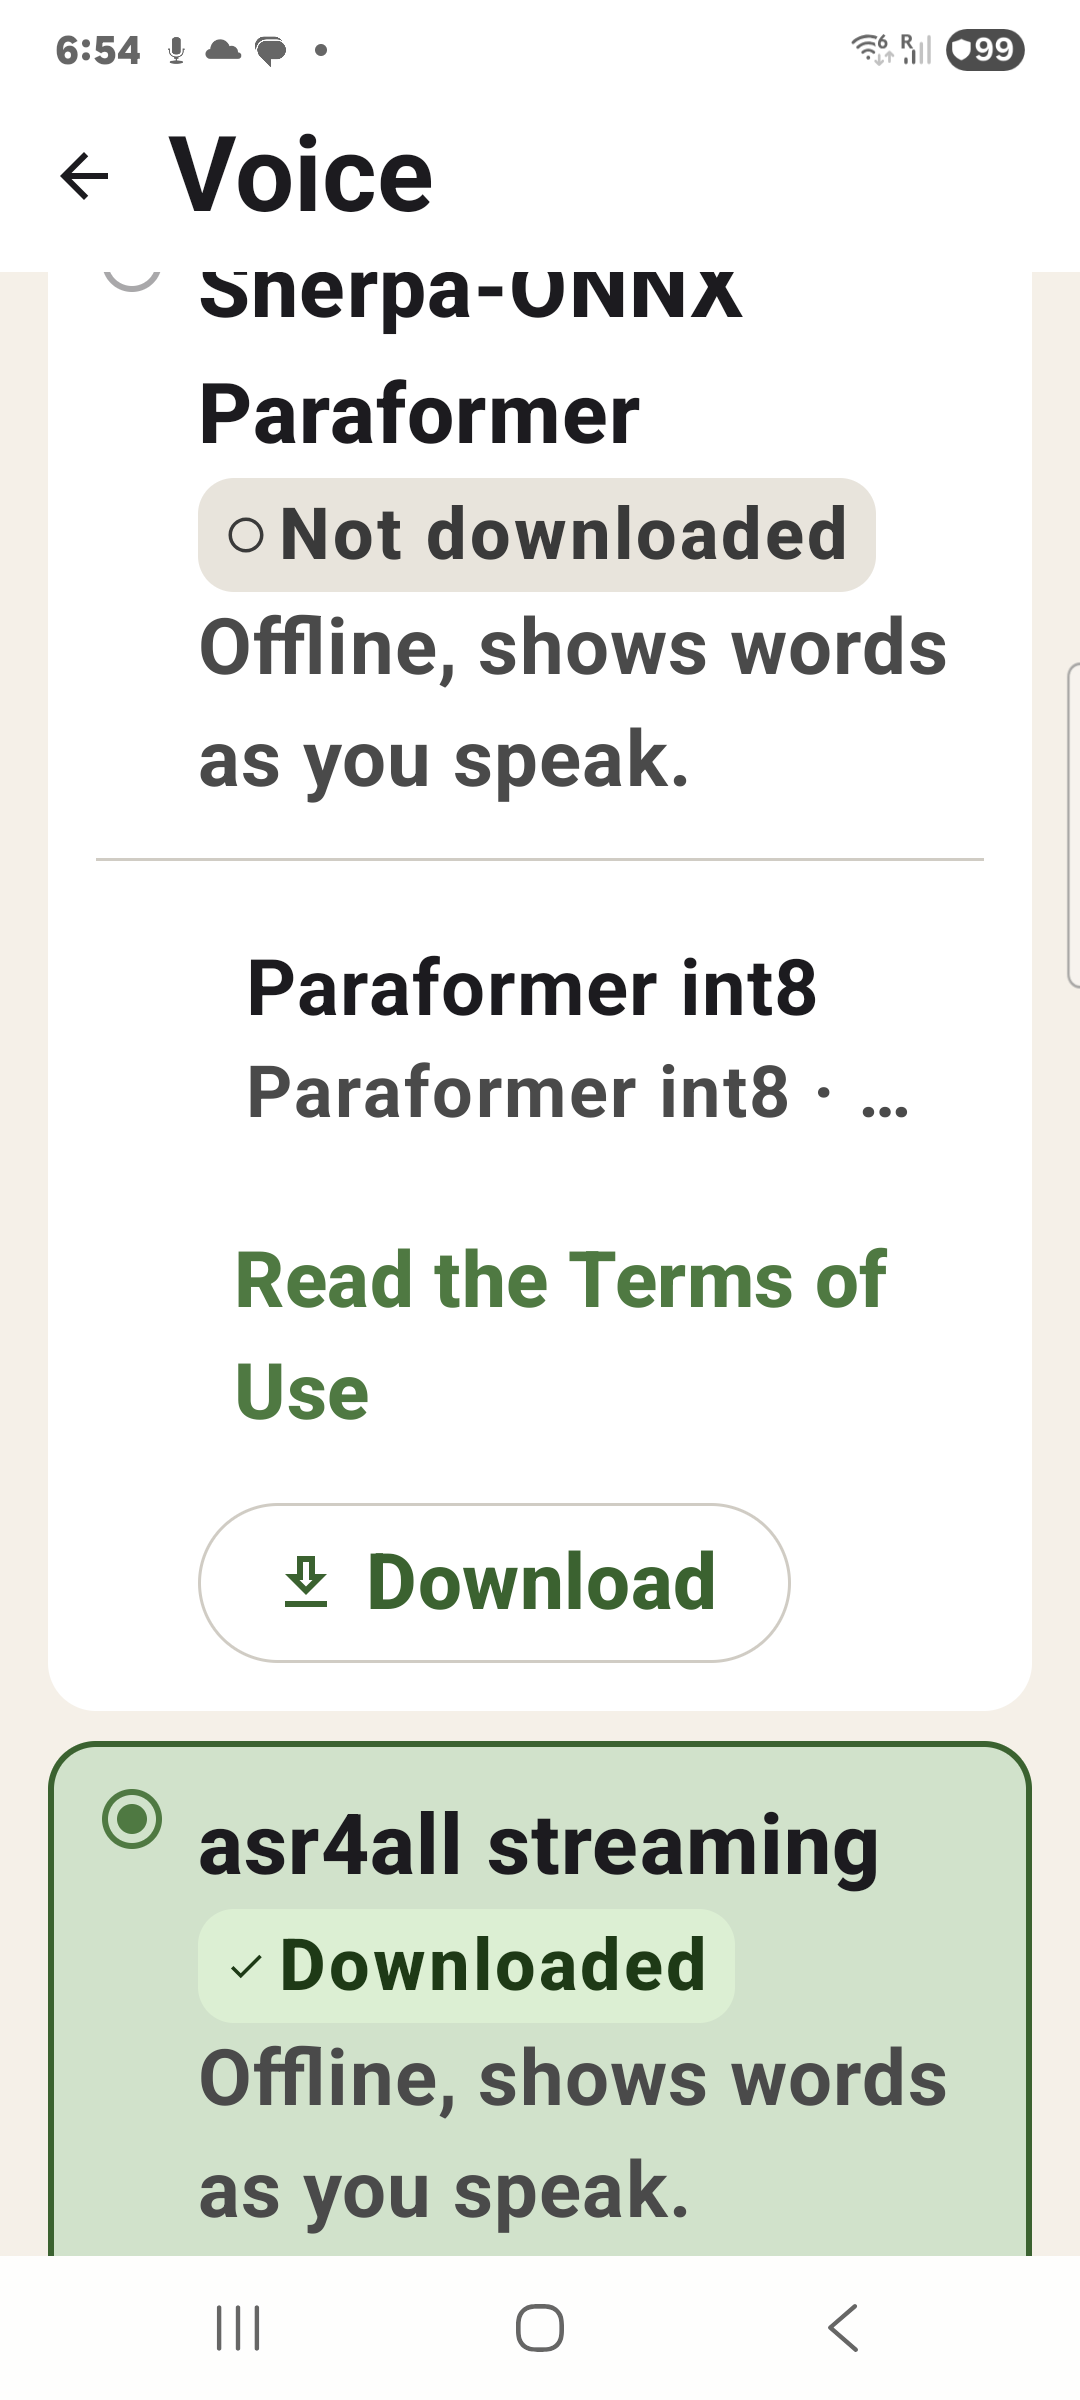 6:54
R
6
99
Voice
Sherpa-ONNX
Paraformer
Not downloaded
Offline, shows words
as you speak.
Paraformer int8
Paraformer int8 · …
Read the Terms of
Use
Download
asr4all streaming
Downloaded
Offline, shows words
as you speak.